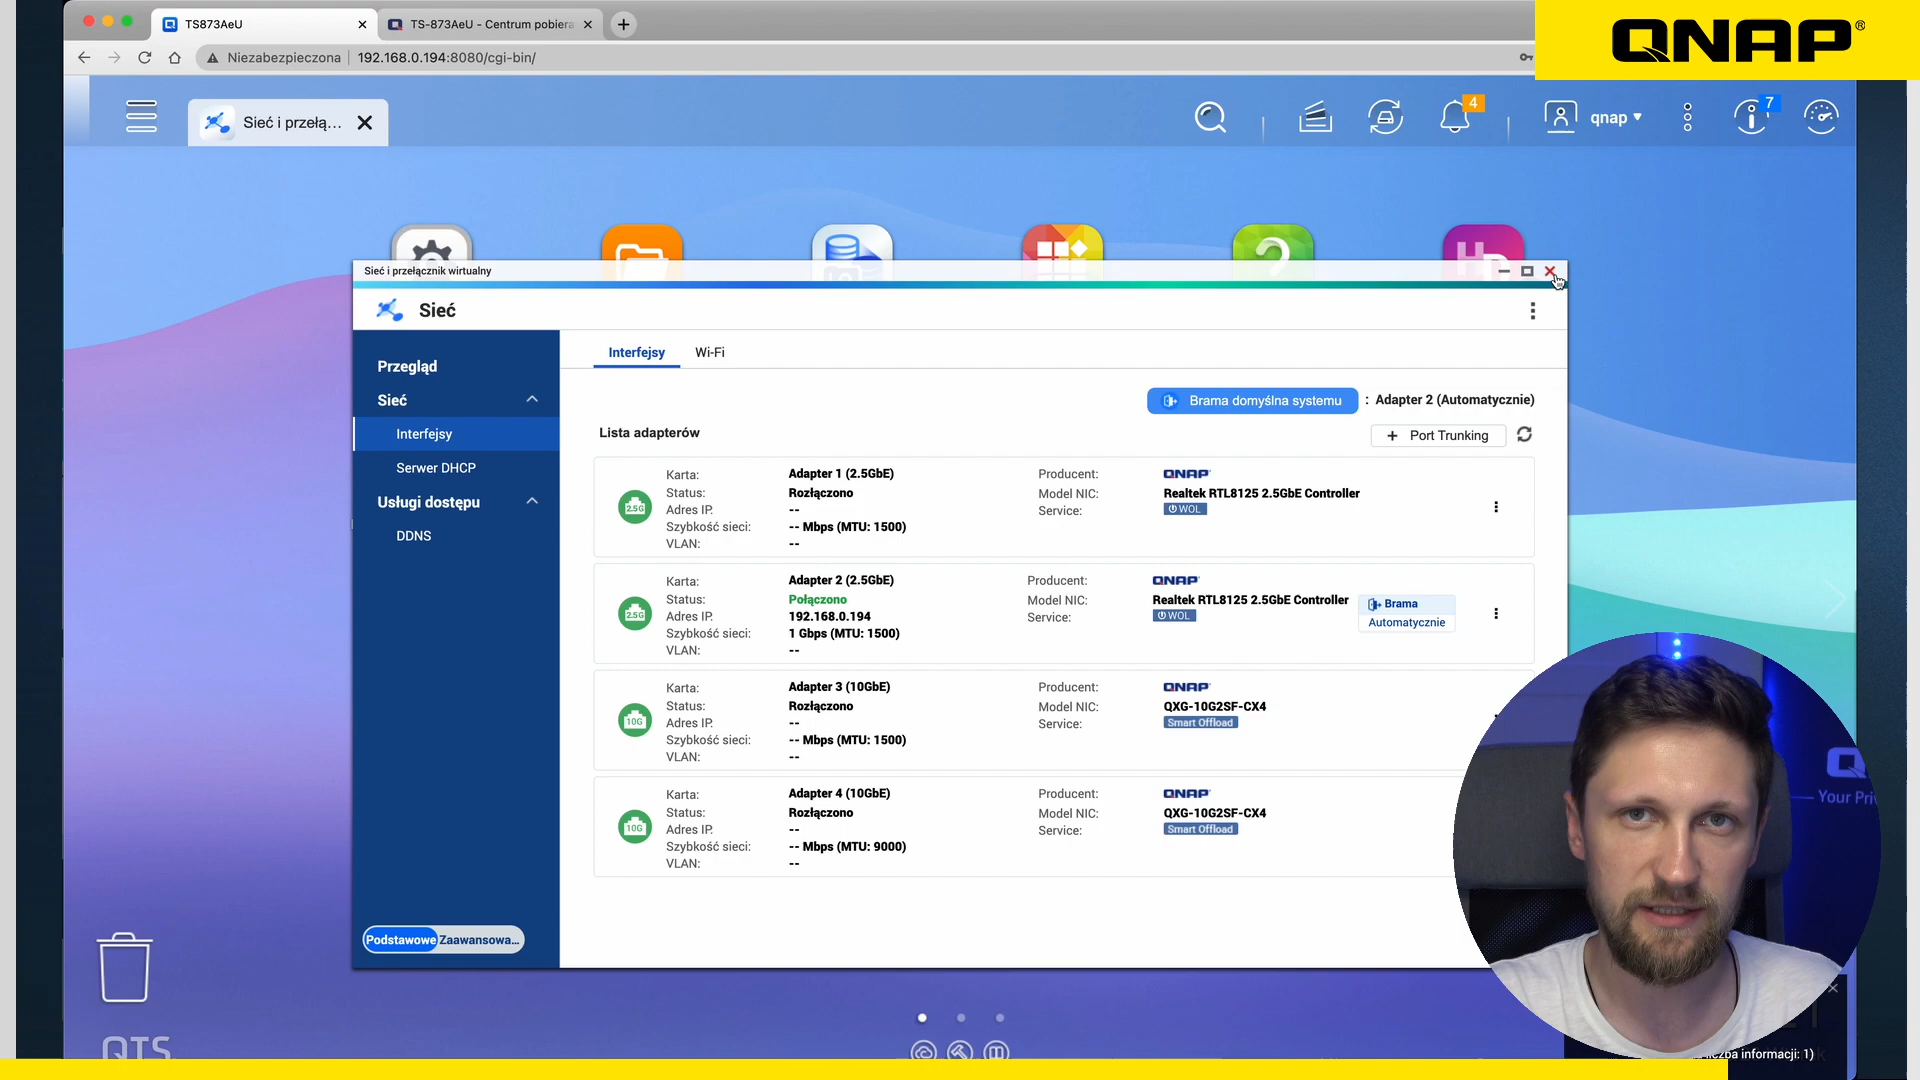 TS873AeU
TS-873AeU - Centrum pobiera
QNAP®
Niezabezpieczona
192.168.0.194:8080/cgi-bin/
Sieć i przełą...
4
qnap
7
Sieć i przełącznik wirtualny
Sieć
Przegląd
Sieć
Interfejsy
Serwer DHCP
Usługi dostępu
DDNS
Podstawowe
Zaawansowa...
Interfejsy
Wi-Fi
Brama domyślna systemu
: Adapter 2 (Automatycznie)
Lista adapterów
+ Port Trunking
2.5G
Karta: Adapter 1 (2.5GbE)
Status: Rozłączono
Adres IP: --
Szybkość sieci: -- Mbps (MTU: 1500)
VLAN: --
Producent: QNAP
Model NIC: Realtek RTL8125 2.5GbE Controller
Service: WOL
2.5G
Karta: Adapter 2 (2.5GbE)
Status: Połączono
Adres IP: 192.168.0.194
Szybkość sieci: 1 Gbps (MTU: 1500)
VLAN: --
Producent: QNAP
Model NIC: Realtek RTL8125 2.5GbE Controller
Service: WOL
Brama
Automatycznie
10G
Karta: Adapter 3 (10GbE)
Status: Rozłączono
Adres IP: --
Szybkość sieci: -- Mbps (MTU: 1500)
VLAN: --
Producent: QNAP
Model NIC: QXG-10G2SF-CX4
Service: Smart Offload
10G
Karta: Adapter 4 (10GbE)
Status: Rozłączono
Adres IP: --
Szybkość sieci: -- Mbps (MTU: 9000)
VLAN: --
Producent: QNAP
Model NIC: QXG-10G2SF-CX4
Service: Smart Offload
Your
QTS
liczba informacji: 1)